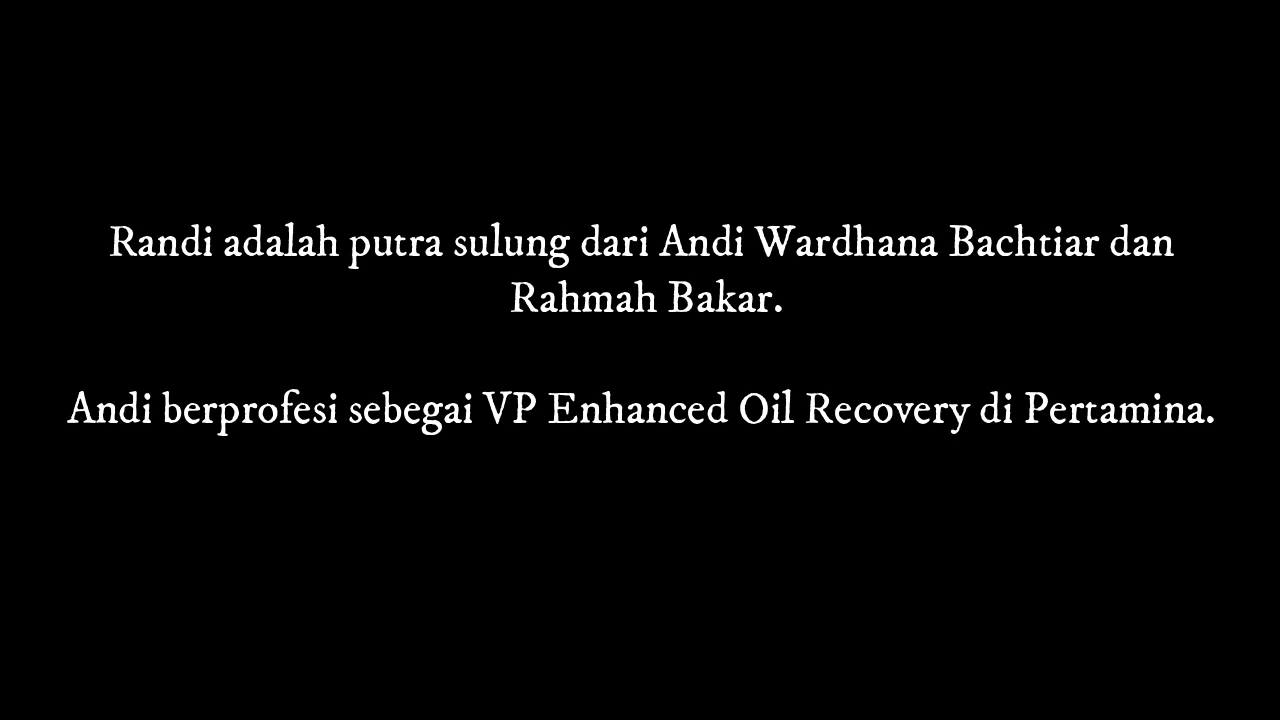 Randi adalah putra sulung dari Andi Wardhana Bachtiar dan
Rahmah Bakar.
Andi berprofesi sebegai VP Enhanced Oil Recovery di Pertamina.